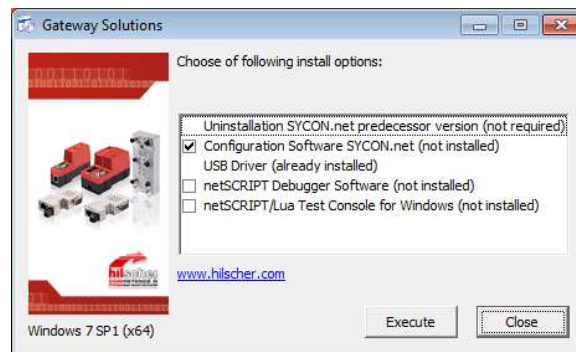 Gateway Solutions
Choose of following install options:
Uninstallation SYCON.net predecessor version (not required)
Configuration Software SYCON.net (not installed)
USB Driver (already installed)
netSCRIPT Debugger Software (not installed)
netSCRIPT/Lua Test Console for Windows (not installed)
hilscher
www.hilscher.com
Execute
Close
Windows 7 SP1 (x64)